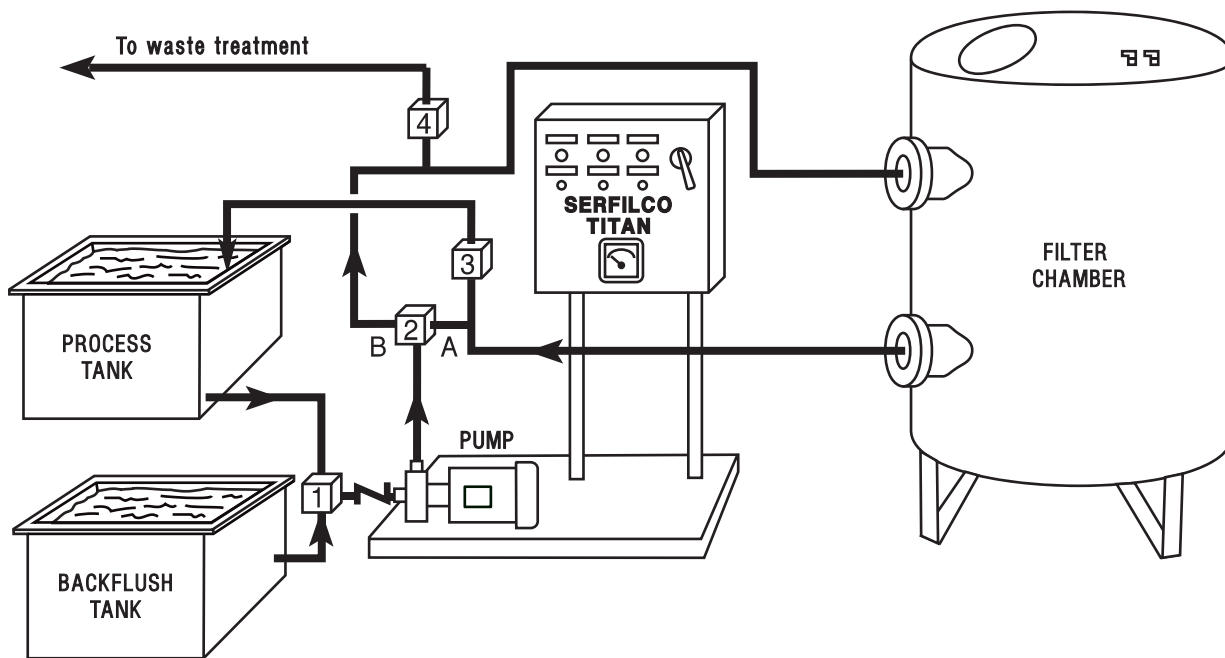 To waste treatment
4
SERFILCO
TITAN
3
FILTER
CHAMBER
2
B
A
PROCESS
TANK
PUMP
1
BACKFLUSH
TANK